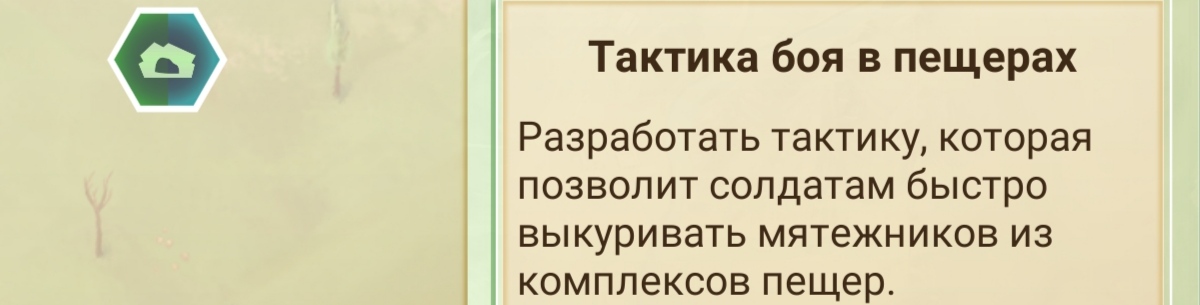 Тактика боя в пещерах
Разработать тактику, которая
позволит солдатам быстро
выкуривать мятежников из
комплексов пещер.